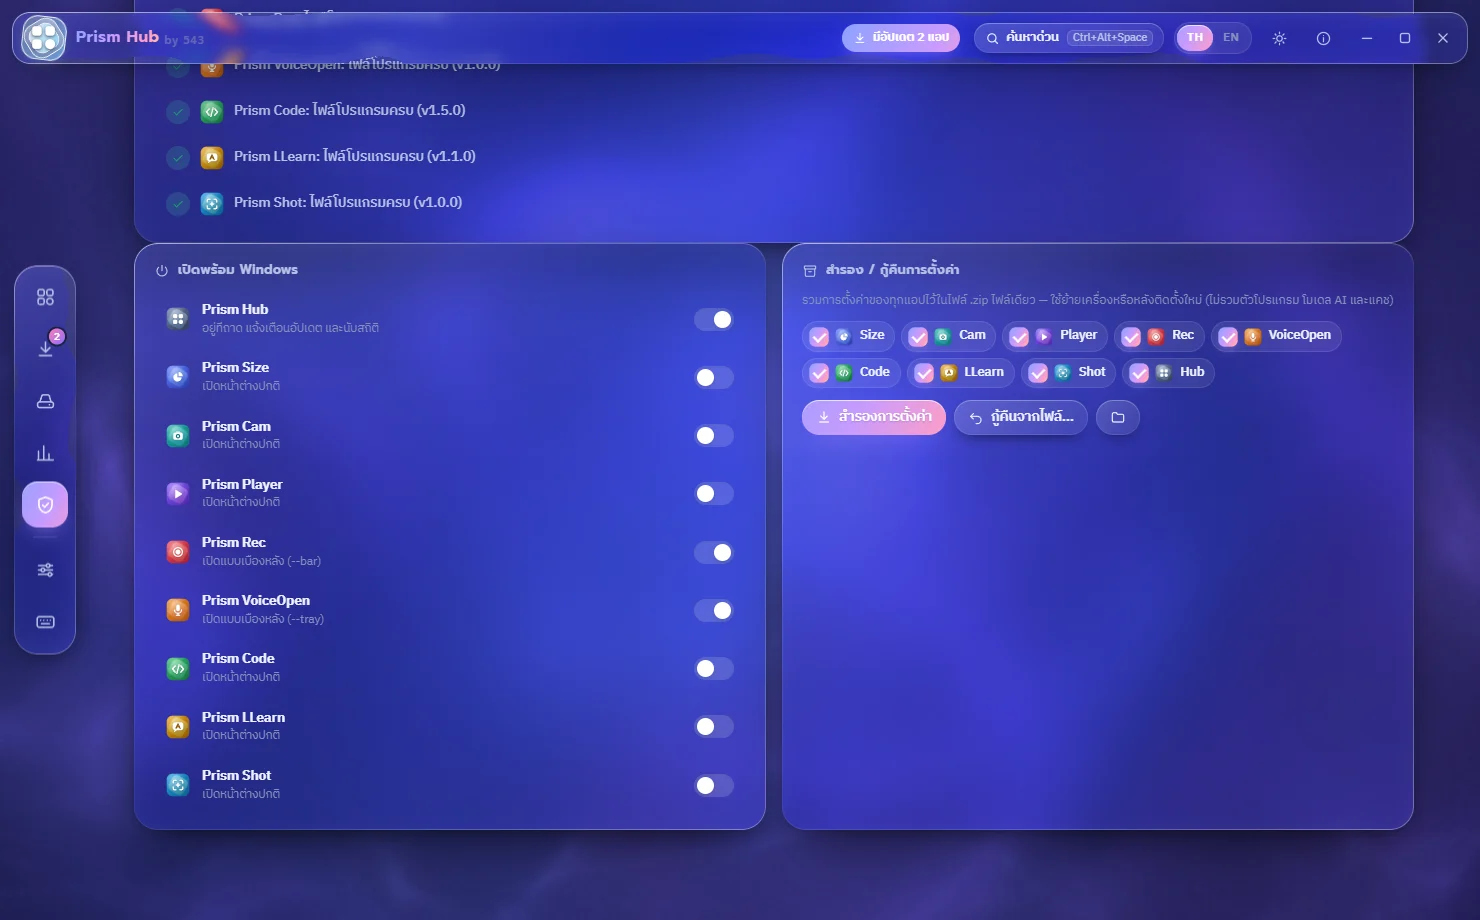 Prism Hub by 543
มีอัปเดต 2 แอป
ค้นหาด่วน Ctrl+Alt+Space
TH EN
Prism VoiceOpen: ไฟล์โปรแกรมครบ (v1.0.0)
Prism Code: ไฟล์โปรแกรมครบ (v1.5.0)
Prism LLearn: ไฟล์โปรแกรมครบ (v1.1.0)
Prism Shot: ไฟล์โปรแกรมครบ (v1.0.0)
2
เปิดพร้อม Windows
Prism Hub
อยู่ที่ถาด แจ้งเตือนอัปเดต และนับสถิติ
Prism Size
เปิดหน้าต่างปกติ
Prism Cam
เปิดหน้าต่างปกติ
Prism Player
เปิดหน้าต่างปกติ
Prism Rec
เปิดแบบเบื้องหลัง (--bar)
Prism VoiceOpen
เปิดแบบเบื้องหลัง (--tray)
Prism Code
เปิดหน้าต่างปกติ
Prism LLearn
เปิดหน้าต่างปกติ
Prism Shot
เปิดหน้าต่างปกติ
สำรอง / กู้คืนการตั้งค่า
รวมการตั้งค่าของทุกแอปไว้ในไฟล์ .zip ไฟล์เดียว — ใช้ย้ายเครื่องหรือหลังติดตั้งใหม่ (ไม่รวมตัวโปรแกรม โมเดล AI และแคช)
Size Cam Player Rec VoiceOpen
Code LLearn Shot Hub
สำรองการตั้งค่า กู้คืนจากไฟล์...